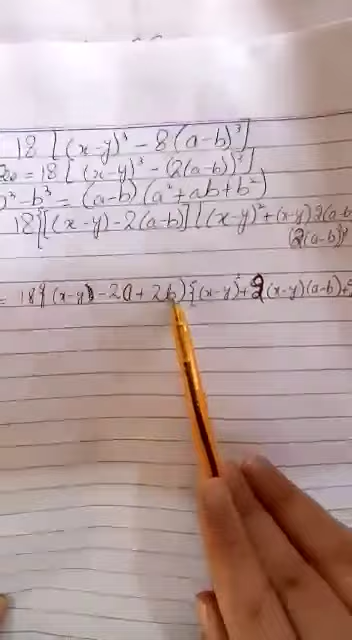 18 [(x-y)³ - 8(a-b)³]
= 18 [(x-y)³ - (2(a-b))³]
- b³ = (a-b)(a²+ab+b²)
18{[(x-y)-2(a-b)] [(x-y)²+(x-y)2(a-b
(2(a-b))²
= 18{(x-y)-2a+2b}{(x-y)²+2(x-y)(a-b)+